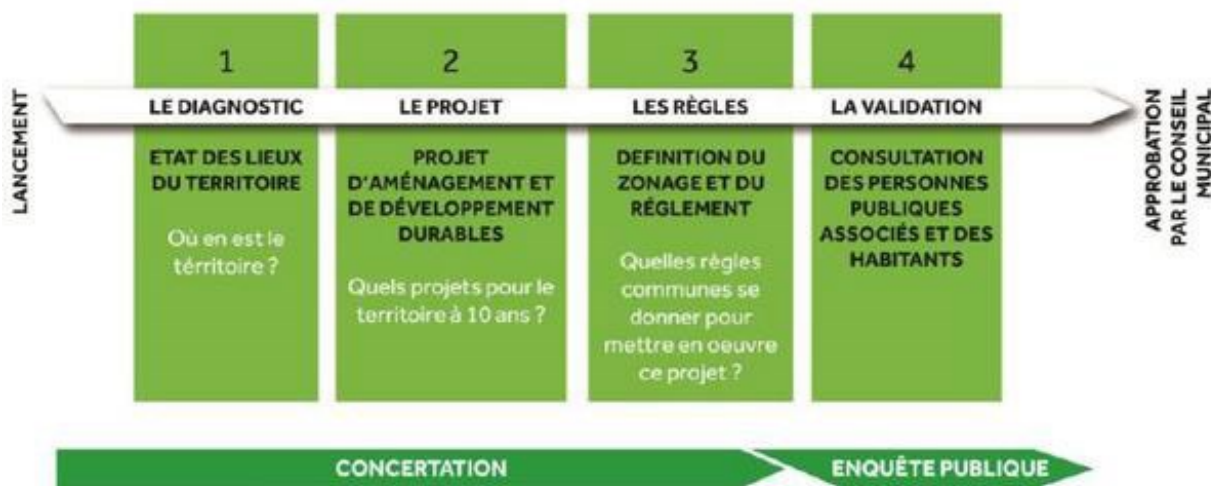 LANCEMENT
1
LE DIAGNOSTIC
ETAT DES LIEUX
DU TERRITOIRE
Où en est le
térritoire ?
2
LE PROJET
PROJET
D'AMÉNAGEMENT ET
DE DÉVELOPPEMENT
DURABLES
Quels projets pour le
territoire à 10 ans ?
3
LES RÈGLES
DEFINITION DU
ZONAGE ET DU
RÉGLEMENT
Quelles règles
communes se
donner pour
mettre en oeuvre
ce projet ?
4
LA VALIDATION
CONSULTATION
DES PERSONNES
PUBLIQUES
ASSOCIÉS ET DES
HABITANTS
APPROBATION
PAR LE CONSEIL
MUNICIPAL
CONCERTATION
ENQUÊTE PUBLIQUE